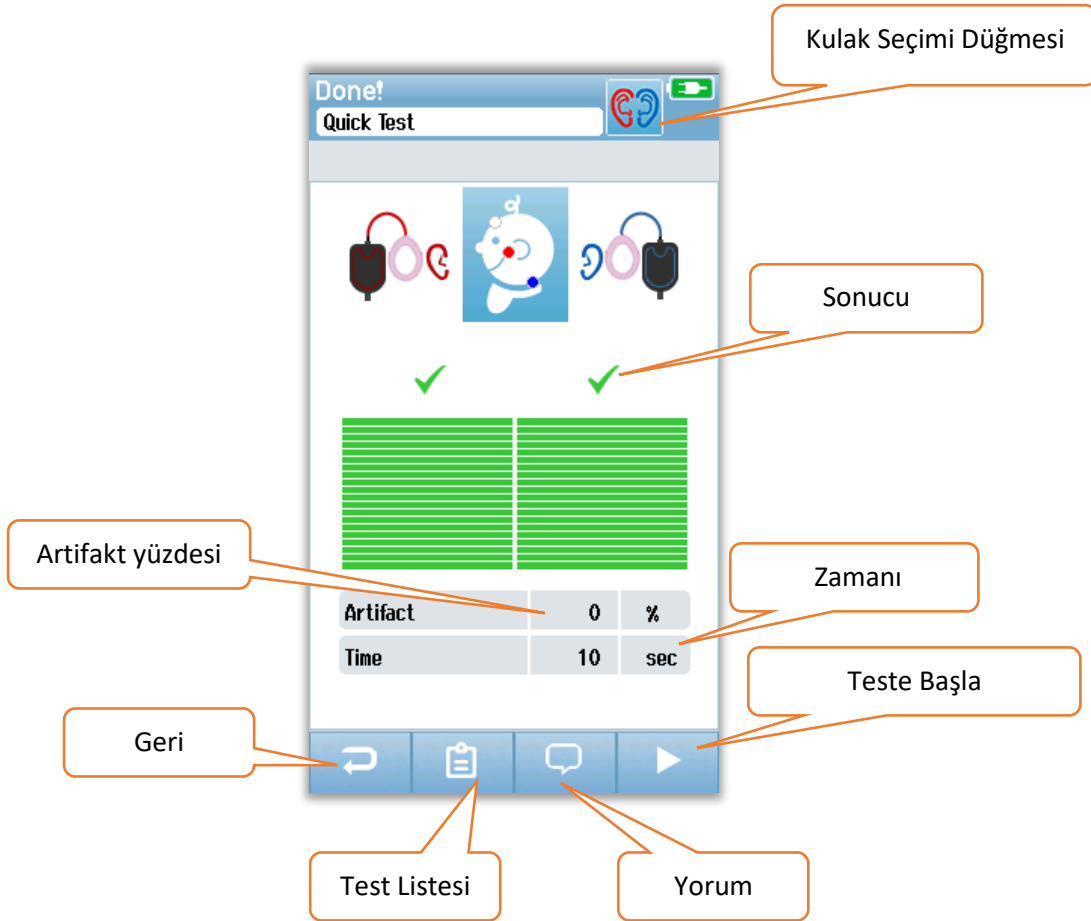 Kulak Seçimi Düğmesi
Done!
Quick Test
Sonucu
Artifakt yüzdesi
Zamanı
Artifact 0 %
Time 10 sec
Teste Başla
Geri
Test Listesi
Yorum